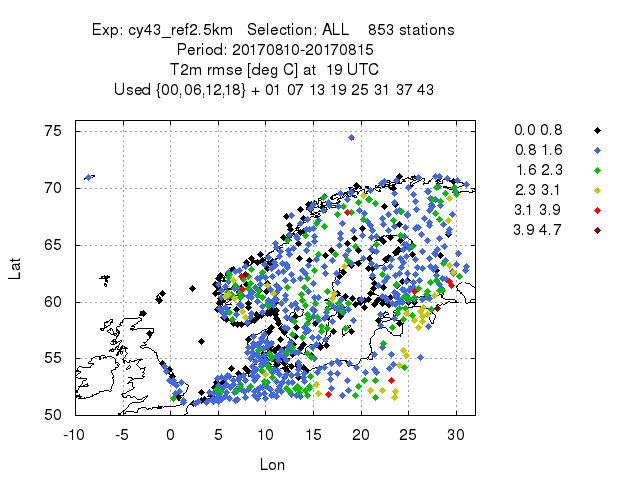 Exp: cy43_ref2.5km Selection: ALL 853 stations
Period: 20170810-20170815
T2m rmse [deg C] at 19 UTC
Used {00,06,12,18} + 01 07 13 19 25 31 37 43
75
70
65
60
55
50
Lat
-10 -5 0 5 10 15 20 25 30
Lon
0.0 0.8
0.8 1.6
1.6 2.3
2.3 3.1
3.1 3.9
3.9 4.7